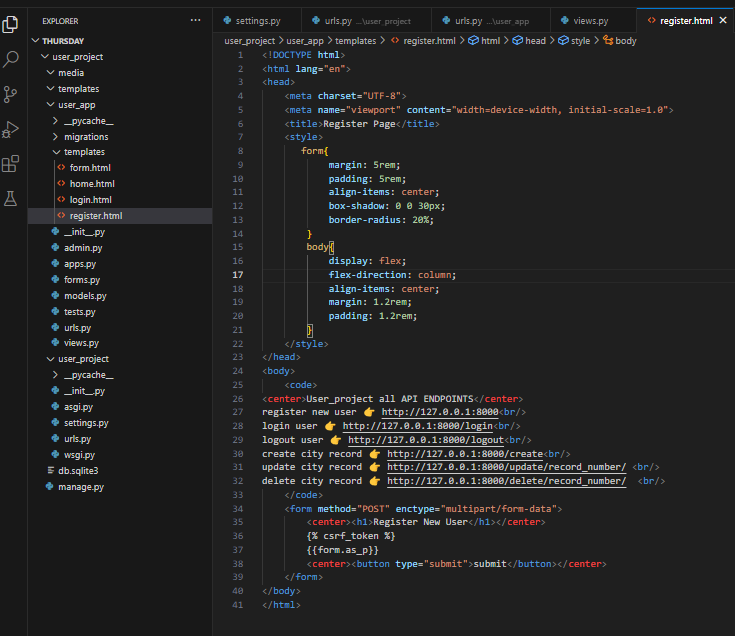 EXPLORER ...
THURSDAY
user_project
media
templates
user_app
__pycache__
migrations
templates
<> form.html
<> home.html
<> login.html
<> register.html
__init__.py
admin.py
apps.py
forms.py
models.py
tests.py
urls.py
views.py
user_project
__pycache__
__init__.py
asgi.py
settings.py
urls.py
wsgi.py
db.sqlite3
manage.py
settings.py urls.py ...\user_project urls.py ...\user_app views.py <> register.html ×
user_project > user_app > templates > <> register.html > html > head > style > body
1 <!DOCTYPE html>
2 <html lang="en">
3 <head>
4 <meta charset="UTF-8">
5 <meta name="viewport" content="width=device-width, initial-scale=1.0">
6 <title>Register Page</title>
7 <style>
8 form{
9 margin: 5rem;
10 padding: 5rem;
11 align-items: center;
12 box-shadow: 0 0 30px;
13 border-radius: 20%;
14 }
15 body{
16 display: flex;
17 flex-direction: column;
18 align-items: center;
19 margin: 1.2rem;
20 padding: 1.2rem;
21 }
22 </style>
23 </head>
24 <body>
25 <code>
26 <center>User_project all API ENDPOINTS</center>
27 register new user 👉 http://127.0.0.1:8000<br/>
28 login user 👉 http://127.0.0.1:8000/login<br/>
29 logout user 👉 http://127.0.0.1:8000/logout<br/>
30 create city record 👉 http://127.0.0.1:8000/create<br/>
31 update city record 👉 http://127.0.0.1:8000/update/record_number/ <br/>
32 delete city record 👉 http://127.0.0.1:8000/delete/record_number/ <br/>
33 </code>
34 <form method="POST" enctype="multipart/form-data">
35 <center><h1>Register New User</h1></center>
36 {% csrf_token %}
37 {{form.as_p}}
38 <center><button type="submit">submit</button></center>
39 </form>
40 </body>
41 </html>